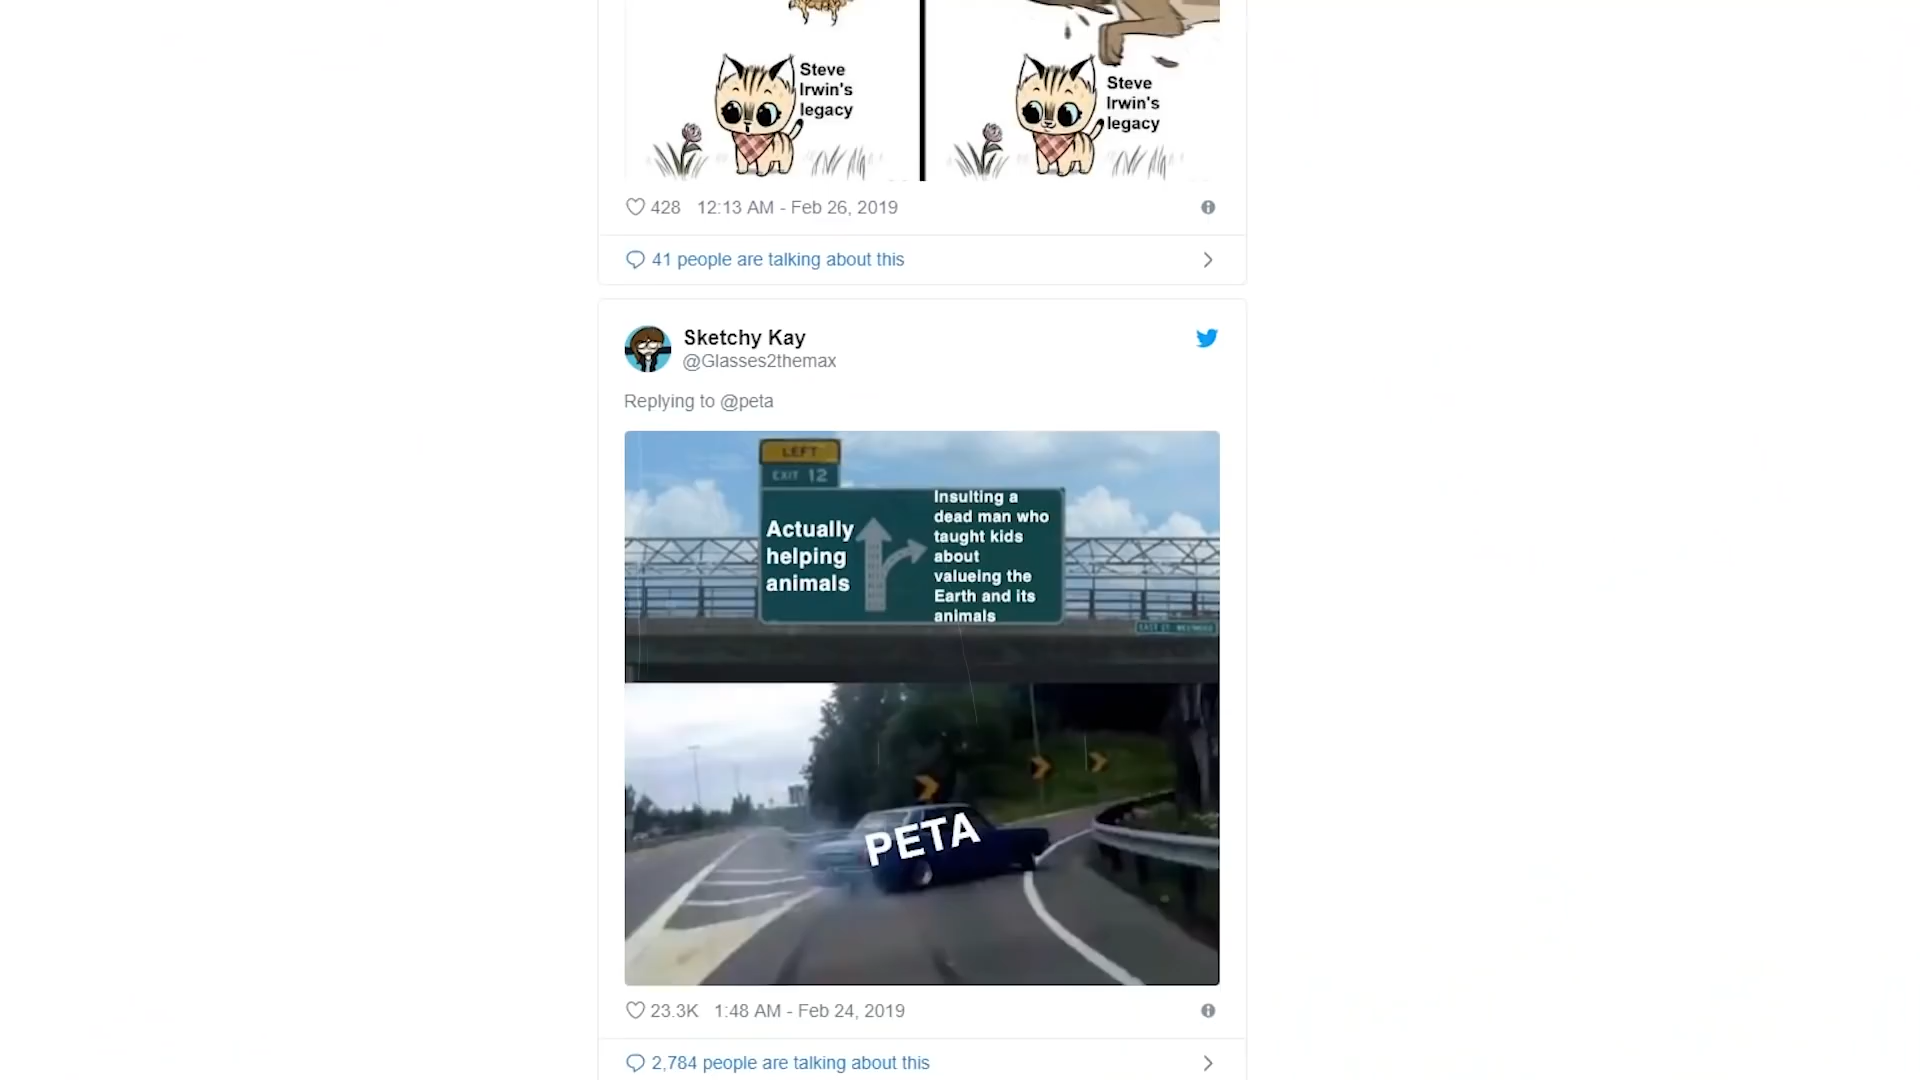 Steve
Irwin's
legacy
Steve
Irwin's
legacy
428 12:13 AM - Feb 26, 2019
41 people are talking about this
Sketchy Kay
@Glasses2themax
Replying to @peta
LEFT
EXIT 12
Actually
helping
animals
Insulting a
dead man who
taught kids
about
valueing the
Earth and its
animals
PETA
23.3K 1:48 AM - Feb 24, 2019
2,784 people are talking about this